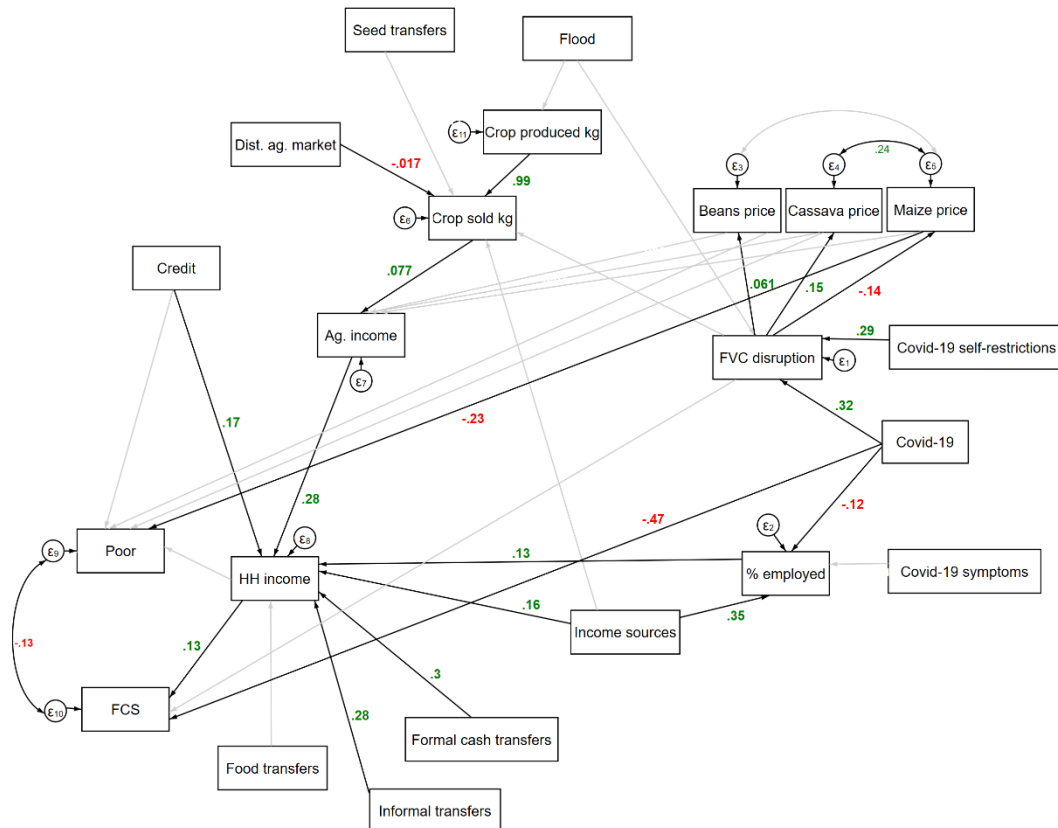 Seed transfers
Flood
ε11
Crop produced kg
Dist. ag. market
-.017
.99
ε3
ε4
.24
ε5
ε6
Crop sold kg
Beans price
Cassava price
Maize price
Credit
.077
.061
.15
-.14
Ag. income
.29
Covid-19 self-restrictions
FVC disruption
ε1
ε7
.17
-.23
.32
Covid-19
.28
-.47
-.12
ε9
Poor
ε8
ε2
.13
HH income
% employed
Covid-19 symptoms
.16
Income sources
.35
-.13
.13
.3
ε10
FCS
.28
Formal cash transfers
Food transfers
Informal transfers